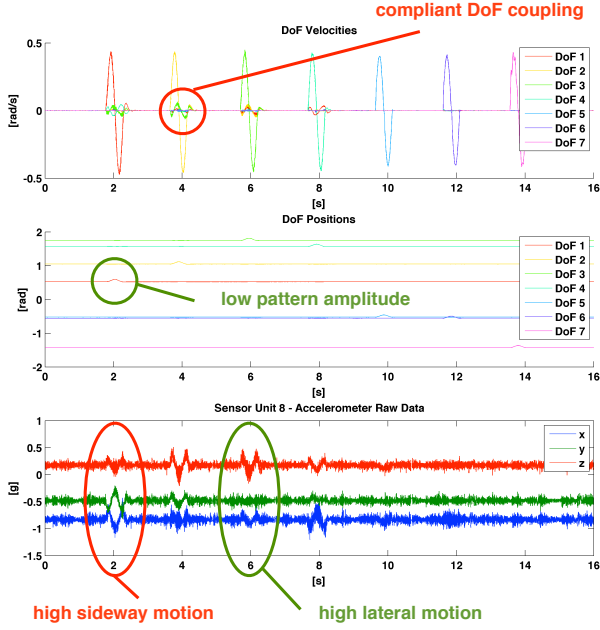 compliant DoF coupling
DoF Velocities
0.5
0
-0.5
[rad/s]
0 2 4 6 8 10 12 14 16
[s]
DoF 1
DoF 2
DoF 3
DoF 4
DoF 5
DoF 6
DoF 7
DoF Positions
2
1
0
-1
-2
[rad]
low pattern amplitude
0 2 4 6 8 10 12 14 16
[s]
DoF 1
DoF 2
DoF 3
DoF 4
DoF 5
DoF 6
DoF 7
Sensor Unit 8 - Accelerometer Raw Data
1
0.5
0
-0.5
-1
-1.5
[g]
x
y
z
0 2 4 6 8 10 12 14 16
[s]
high sideway motion
high lateral motion